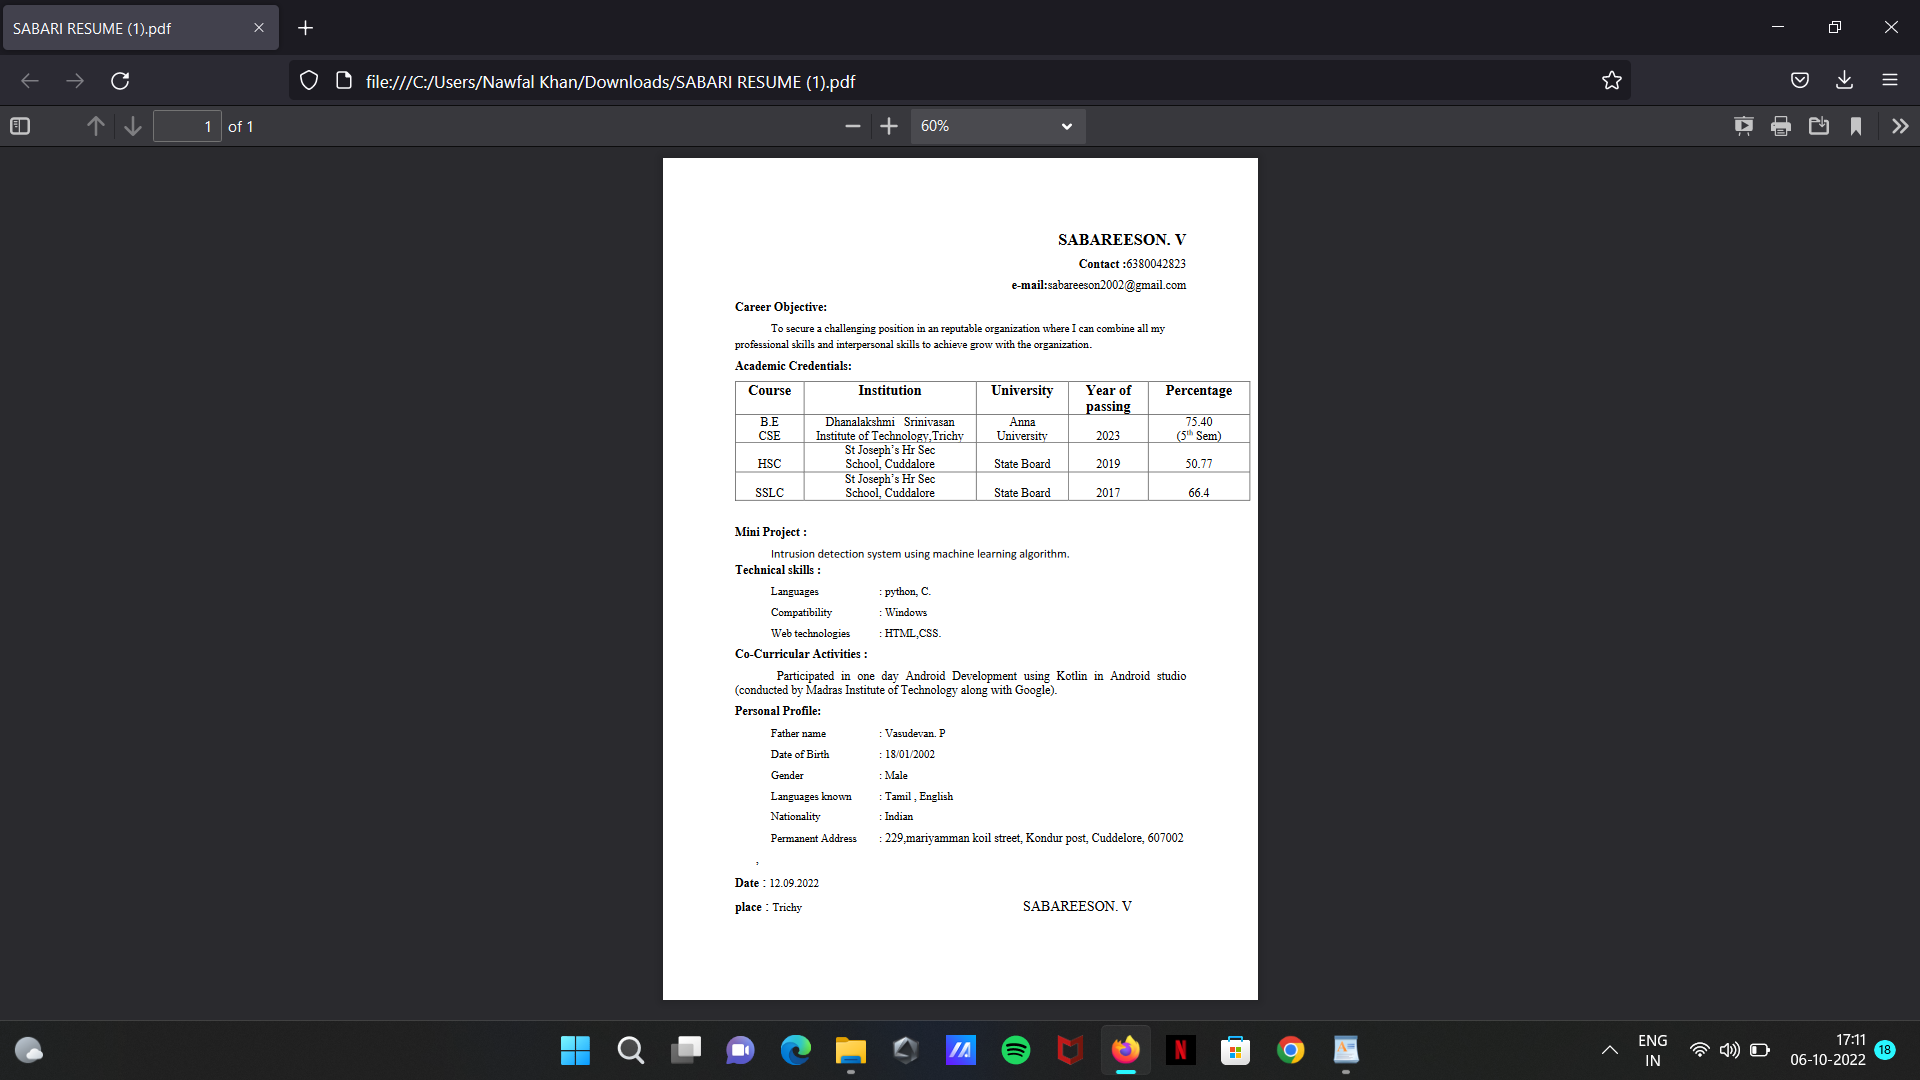 SABARI RESUME (1).pdf
file:///C:/Users/Nawfal Khan/Downloads/SABARI RESUME (1).pdf
1 of 1
60%
SABAREESON. V
Contact :6380042823
e-mail:sabareeson2002@gmail.com
Career Objective:
To secure a challenging position in an reputable organization where I can combine all my
professional skills and interpersonal skills to achieve grow with the organization.
Academic Credentials:
Course Institution University Year of passing Percentage
B.E CSE Dhanalakshmi Srinivasan Institute of Technology,Trichy Anna University 2023 75.40 (5th Sem)
HSC St Joseph's Hr Sec School, Cuddalore State Board 2019 50.77
SSLC St Joseph's Hr Sec School, Cuddalore State Board 2017 66.4
Mini Project :
Intrusion detection system using machine learning algorithm.
Technical skills :
Languages : python, C.
Compatibility : Windows
Web technologies : HTML,CSS.
Co-Curricular Activities :
Participated in one day Android Development using Kotlin in Android studio
(conducted by Madras Institute of Technology along with Google).
Personal Profile:
Father name : Vasudevan. P
Date of Birth : 18/01/2002
Gender : Male
Languages known : Tamil , English
Nationality : Indian
Permanent Address : 229,mariyamman koil street, Kondur post, Cuddelore, 607002
,
Date : 12.09.2022
place : Trichy SABAREESON. V
ENG
IN
17:11
06-10-2022
18